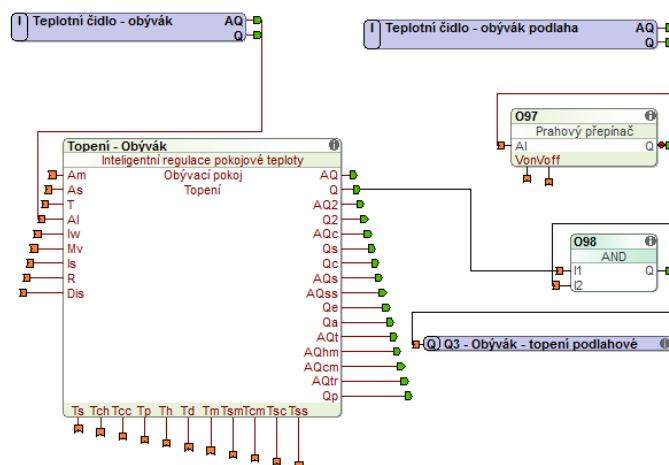 I Teplotní čidlo - obývák AQ
Q
I Teplotní čidlo - obývák podlaha AQ
Q
O97
Prahový přepínač
AI Q
VonVoff
Topení - Obývák
Inteligentní regulace pokojové teploty
Obývací pokoj
Topení
Am
As
T
AI
Iw
Mv
Is
R
Dis
AQ
Q
AQ2
Q2
AQc
Qs
Qc
AQs
AQss
Qe
Qa
AQt
AQhm
AQcm
AQtr
Qp
Ts Tch Tcc Tp Th Td Tm Tsm Tcm Tsc Tss
O98
AND
I1 Q
I2
Q Q3 - Obývák - topení podlahové